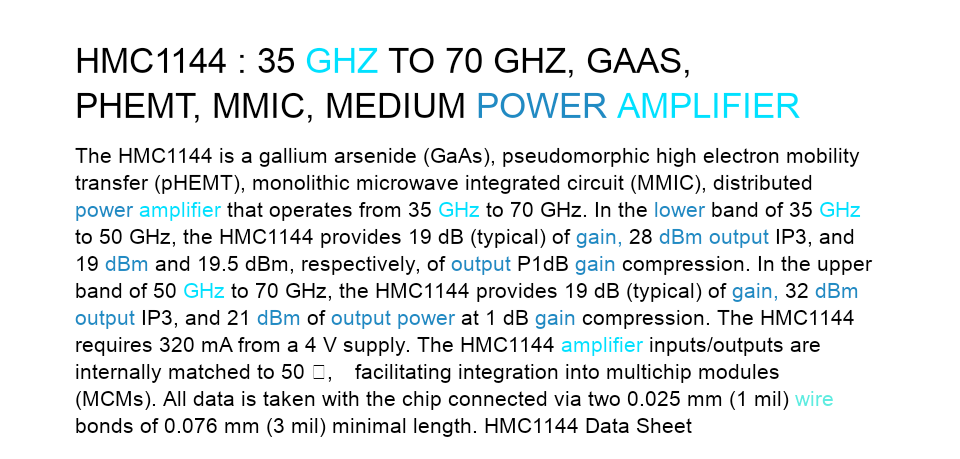 HMC1144 : 35 GHZ TO 70 GHZ, GAAS,
PHEMT, MMIC, MEDIUM POWER AMPLIFIER
The HMC1144 is a gallium arsenide (GaAs), pseudomorphic high electron mobility
transfer (pHEMT), monolithic microwave integrated circuit (MMIC), distributed
power amplifier that operates from 35 GHz to 70 GHz. In the lower band of 35 GHz
to 50 GHz, the HMC1144 provides 19 dB (typical) of gain, 28 dBm output IP3, and
19 dBm and 19.5 dBm, respectively, of output P1dB gain compression. In the upper
band of 50 GHz to 70 GHz, the HMC1144 provides 19 dB (typical) of gain, 32 dBm
output IP3, and 21 dBm of output power at 1 dB gain compression. The HMC1144
requires 320 mA from a 4 V supply. The HMC1144 amplifier inputs/outputs are
internally matched to 50 □, facilitating integration into multichip modules
(MCMs). All data is taken with the chip connected via two 0.025 mm (1 mil) wire
bonds of 0.076 mm (3 mil) minimal length. HMC1144 Data Sheet